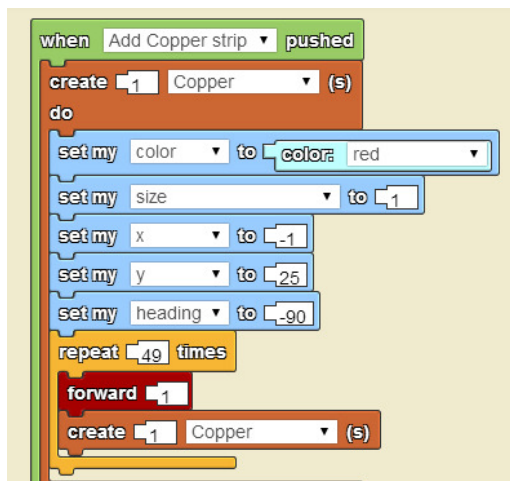 when Add Copper strip pushed
create 1 Copper (s)
do
set my color to color: red
set my size to 1
set my x to -1
set my y to 25
set my heading to -90
repeat 49 times
forward 1
create 1 Copper (s)